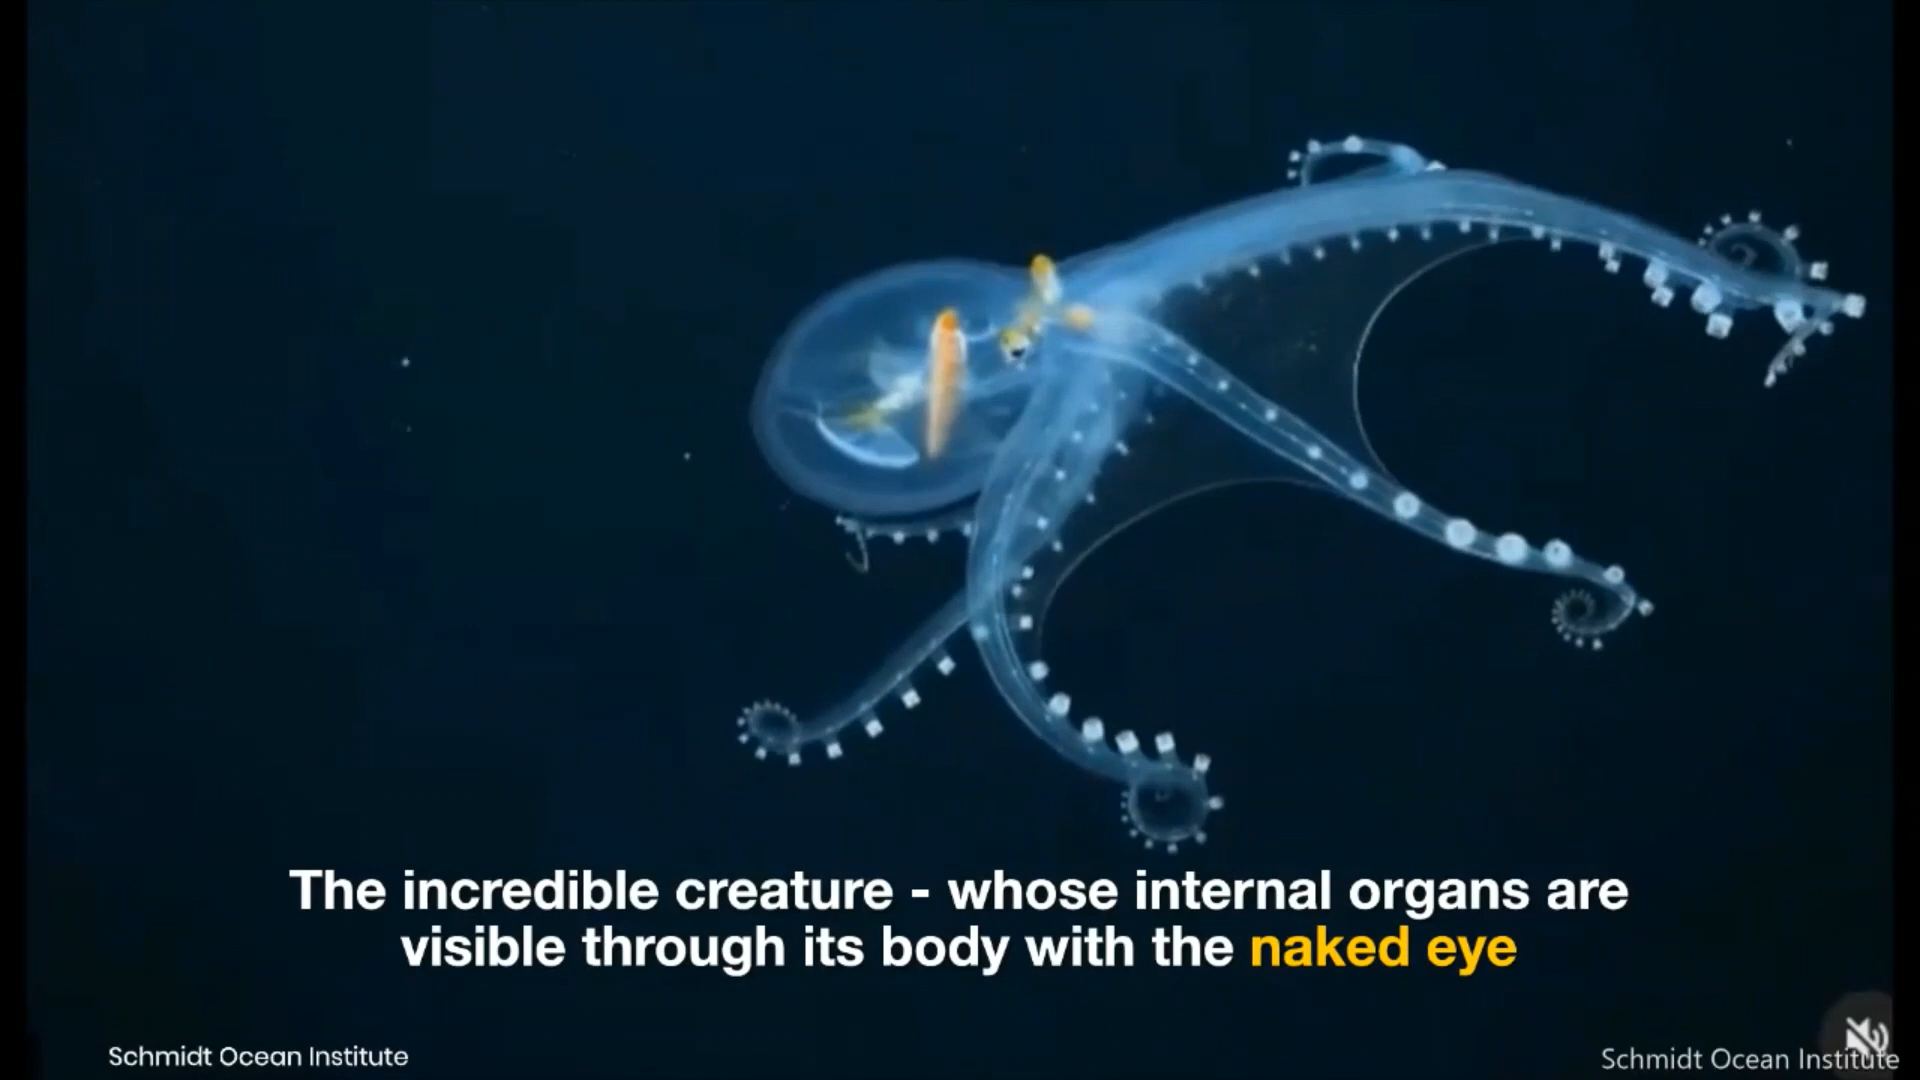 The incredible creature - whose internal organs are
visible through its body with the naked eye
Schmidt Ocean Institute
Schmidt Ocean Institute